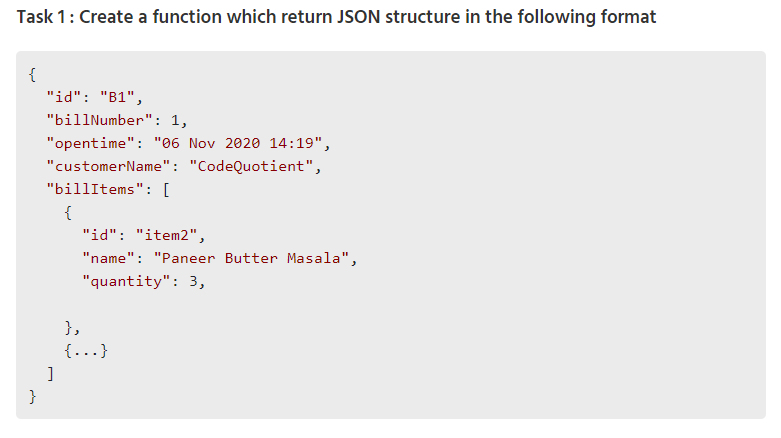 Task 1 : Create a function which return JSON structure in the following format
{
"id": "B1",
"billNumber": 1,
"opentime": "06 Nov 2020 14:19",
"customerName": "CodeQuotient",
"billItems": [
{
"id": "item2",
"name": "Paneer Butter Masala",
"quantity": 3,
},
{...}
]
}